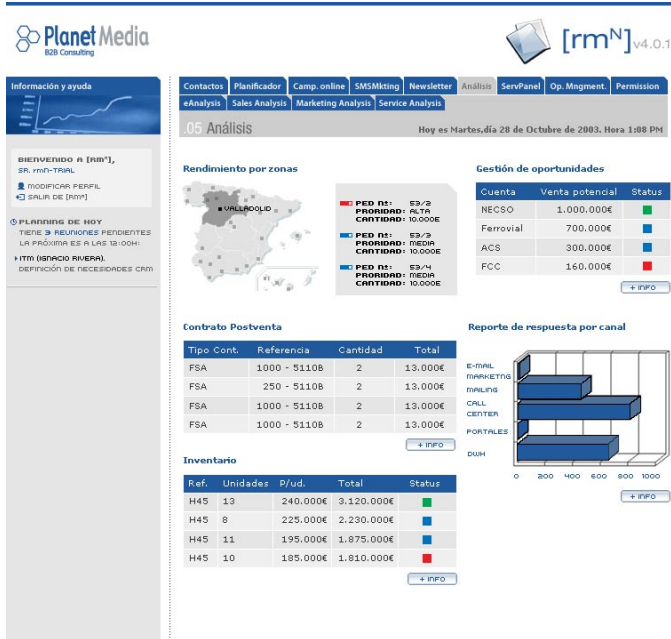 Planet Media
B2B Consulting
[rmᴺ]v4.0.1
Información y ayuda
Contactos Planificador Camp. online SMSMkting Newsletter Análisis ServPanel Op. Mngment. Permission
eAnalysis Sales Analysis Marketing Analysis Service Analysis
.05 Análisis
Hoy es Martes.día 28 de Octubre de 2003. Hora 1:08 PM
BIENVENIDO A [RMᴺ],
SR. rmn-TRIAL
MODIFICAR PERFIL
SALIR DE [RMᴺ]
PLANNING DE HOY
TIENE 3 REUNIONES PENDIENTES
LA PRÓXIMA ES A LAS 12:00H:
ITM (IGNACIO RIVERA).
DEFINICIÓN DE NECESIDADES CRM
Rendimiento por zonas
VALLADOLID
PED Nº: 53/2
PRORIDAD: ALTA
CANTIDAD: 10.000E
PED Nº: 53/3
PRORIDAD: MEDIA
CANTIDAD: 10.000E
PED Nº: 53/4
PRORIDAD: MEDIA
CANTIDAD: 10.000E
Gestión de oportunidades
Cuenta Venta potencial Status
NECSO 1.000.000€
Ferrovial 700.000€
ACS 300.000€
FCC 160.000€
+ INFO
Contrato Postventa
Tipo Cont. Referencia Cantidad Total
FSA 1000 - 5110B 2 13.000€
FSA 250 - 5110B 2 13.000€
FSA 1000 - 5110B 2 13.000€
FSA 1000 - 5110B 2 13.000€
+ INFO
Reporte de respuesta por canal
E-MAIL
MARKETNG
MAILING
CALL
CENTER
PORTALES
DWH
0 200 400 600 800 1000
+ INFO
Inventario
Ref. Unidades P/ud. Total Status
H45 13 240.000€ 3.120.000€
H45 8 225.000€ 2.230.000€
H45 11 195.000€ 1.875.000€
H45 10 185.000€ 1.810.000€
+ INFO